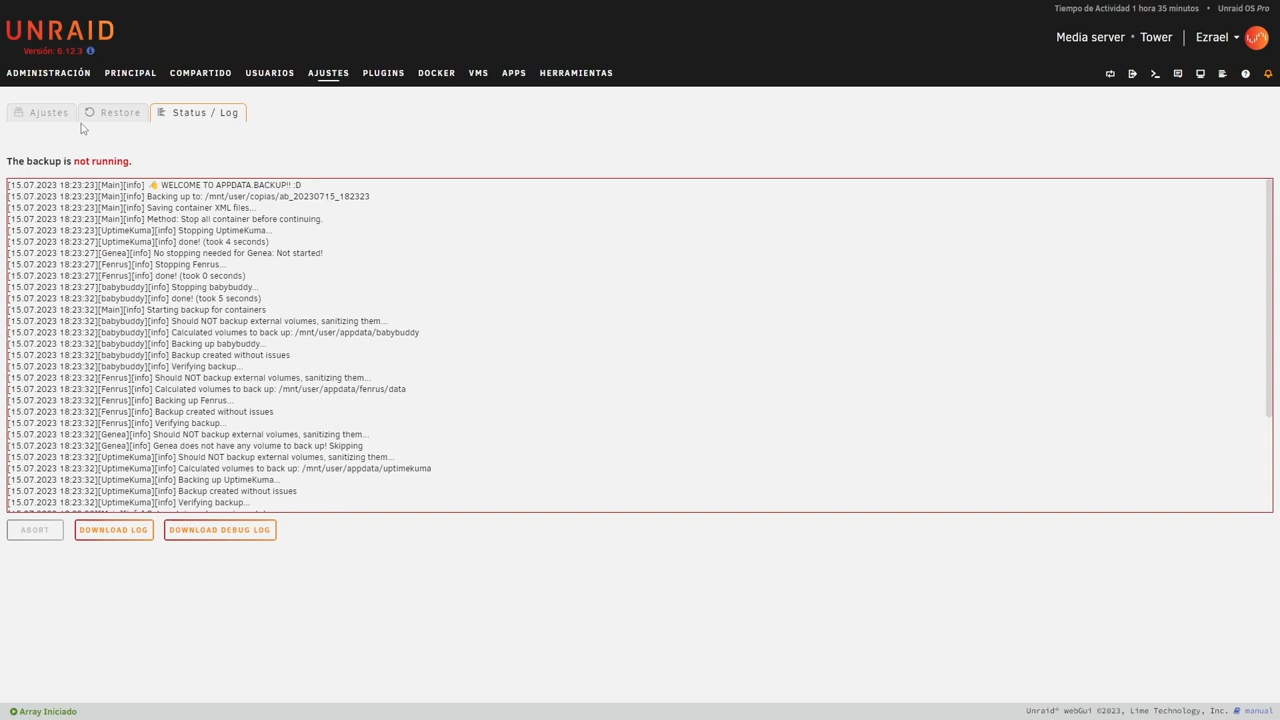 Tiempo de Actividad 1 hora 35 minutos • Unraid OS Pro
UNRAID
Versión: 6.12.3
Media server • Tower
Ezrael
ADMINISTRACIÓN PRINCIPAL COMPARTIDO USUARIOS AJUSTES PLUGINS DOCKER VMS APPS HERRAMIENTAS
Ajustes Restore Status / Log
The backup is not running.
[15.07.2023 18:23:23][Main][info] 👋 WELCOME TO APPDATA.BACKUP!! :D
[15.07.2023 18:23:23][Main][info] Backing up to: /mnt/user/copias/ab_20230715_182323
[15.07.2023 18:23:23][Main][info] Saving container XML files...
[15.07.2023 18:23:23][Main][info] Method: Stop all container before continuing.
[15.07.2023 18:23:23][UptimeKuma][info] Stopping UptimeKuma...
[15.07.2023 18:23:27][UptimeKuma][info] done! (took 4 seconds)
[15.07.2023 18:23:27][Genea][info] No stopping needed for Genea: Not started!
[15.07.2023 18:23:27][Fenrus][info] Stopping Fenrus...
[15.07.2023 18:23:27][Fenrus][info] done! (took 0 seconds)
[15.07.2023 18:23:27][babybuddy][info] Stopping babybuddy...
[15.07.2023 18:23:32][babybuddy][info] done! (took 5 seconds)
[15.07.2023 18:23:32][Main][info] Starting backup for containers
[15.07.2023 18:23:32][babybuddy][info] Should NOT backup external volumes, sanitizing them...
[15.07.2023 18:23:32][babybuddy][info] Calculated volumes to back up: /mnt/user/appdata/babybuddy
[15.07.2023 18:23:32][babybuddy][info] Backing up babybuddy...
[15.07.2023 18:23:32][babybuddy][info] Backup created without issues
[15.07.2023 18:23:32][babybuddy][info] Verifying backup...
[15.07.2023 18:23:32][Fenrus][info] Should NOT backup external volumes, sanitizing them...
[15.07.2023 18:23:32][Fenrus][info] Calculated volumes to back up: /mnt/user/appdata/fenrus/data
[15.07.2023 18:23:32][Fenrus][info] Backing up Fenrus...
[15.07.2023 18:23:32][Fenrus][info] Backup created without issues
[15.07.2023 18:23:32][Fenrus][info] Verifying backup...
[15.07.2023 18:23:32][Genea][info] Should NOT backup external volumes, sanitizing them...
[15.07.2023 18:23:32][Genea][info] Genea does not have any volume to back up! Skipping
[15.07.2023 18:23:32][UptimeKuma][info] Should NOT backup external volumes, sanitizing them...
[15.07.2023 18:23:32][UptimeKuma][info] Calculated volumes to back up: /mnt/user/appdata/uptimekuma
[15.07.2023 18:23:32][UptimeKuma][info] Backing up UptimeKuma...
[15.07.2023 18:23:32][UptimeKuma][info] Backup created without issues
[15.07.2023 18:23:32][UptimeKuma][info] Verifying backup...
ABORT DOWNLOAD LOG DOWNLOAD DEBUG LOG
Array Iniciado
Unraid® webGui ©2023, Lime Technology, Inc. manual